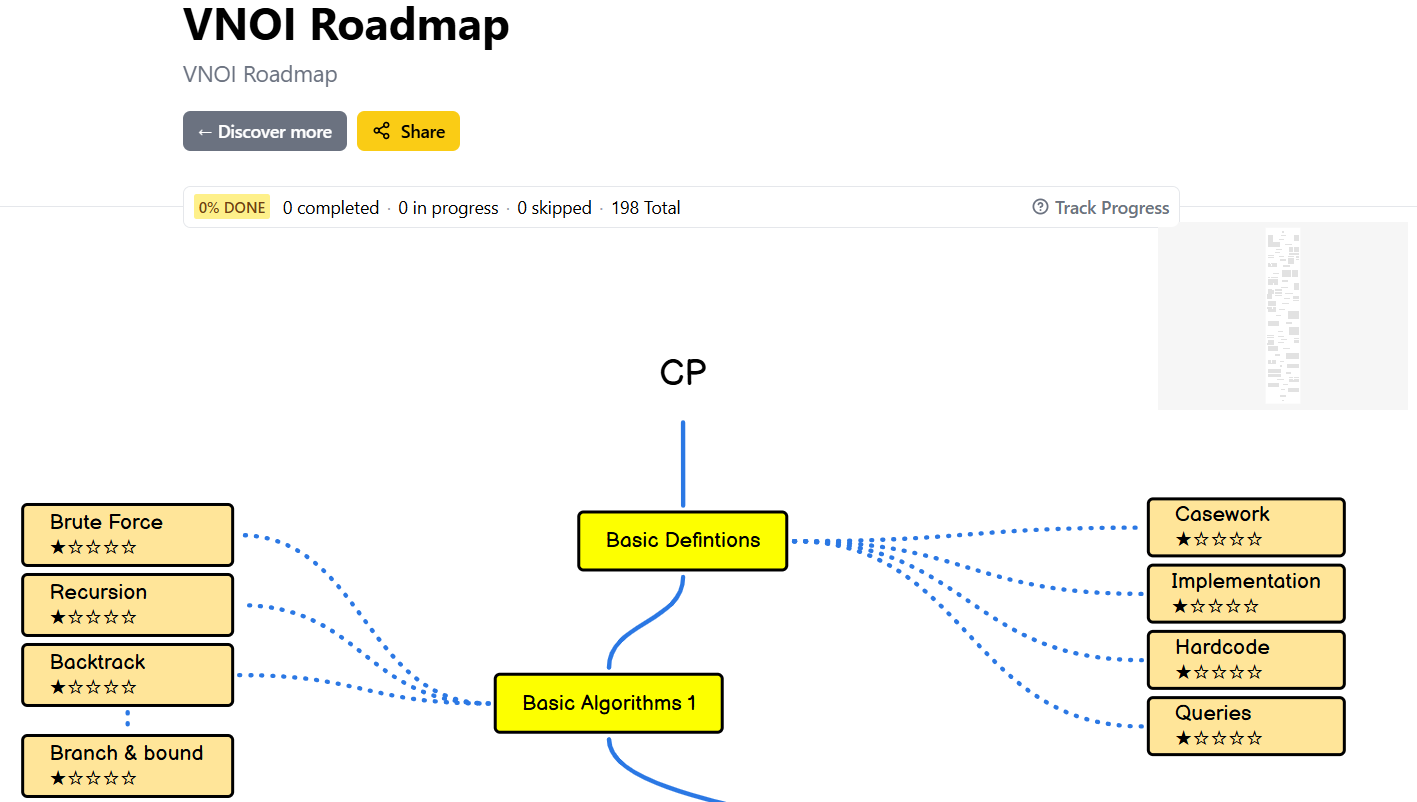 VNOI Roadmap
VNOI Roadmap
← Discover more
Share
0% DONE 0 completed · 0 in progress · 0 skipped · 198 Total
Track Progress
CP
Basic Defintions
Casework
★☆☆☆☆
Implementation
★☆☆☆☆
Hardcode
★☆☆☆☆
Queries
★☆☆☆☆
Basic Algorithms 1
Brute Force
★☆☆☆☆
Recursion
★☆☆☆☆
Backtrack
★☆☆☆☆
Branch & bound
★☆☆☆☆